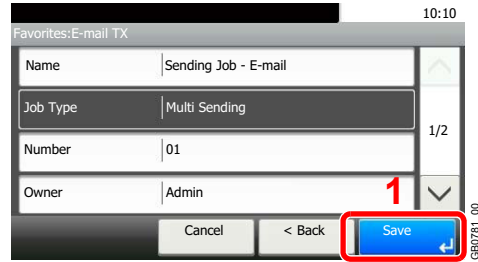 10:10
Favorites:E-mail TX
Name Sending Job - E-mail
Job Type Multi Sending
1/2
Number 01
Owner Admin
1
Cancel < Back Save
GB0781_00